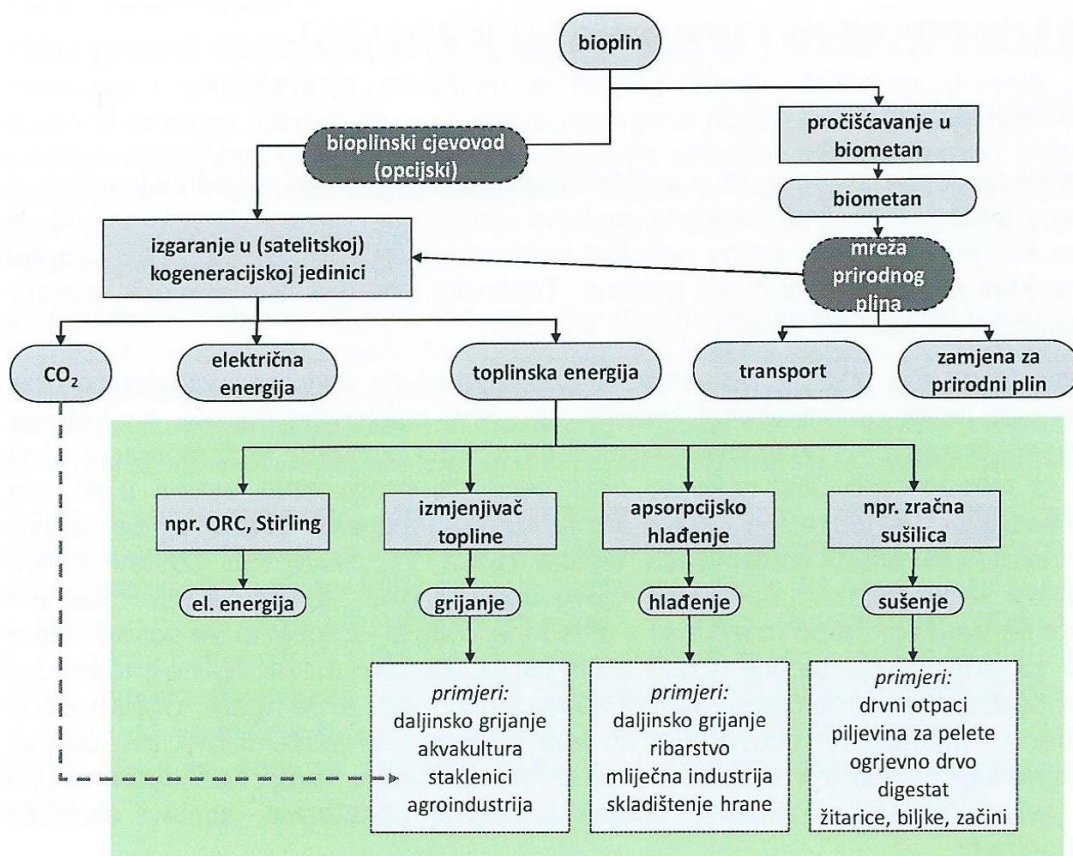 bioplin
bioplinski cjevovod
(opcijski)
pročišćavanje u
biometan
biometan
izgaranje u (satelitskoj)
kogeneracijskoj jedinici
mreža
prirodnog
plina
CO₂
električna
energija
toplinska energija
transport
zamjena za
prirodni plin
npr. ORC, Stirling
izmjenjivač
topline
apsorpcijsko
hlađenje
npr. zračna
sušilica
el. energija
grijanje
hlađenje
sušenje
primjeri:
daljinsko grijanje
akvakultura
staklenici
agroindustrija
primjeri:
daljinsko grijanje
ribarstvo
mliječna industrija
skladištenje hrane
primjeri:
drvni otpaci
piljevina za pelete
ogrjevno drvo
digestat
žitarice, biljke, začini